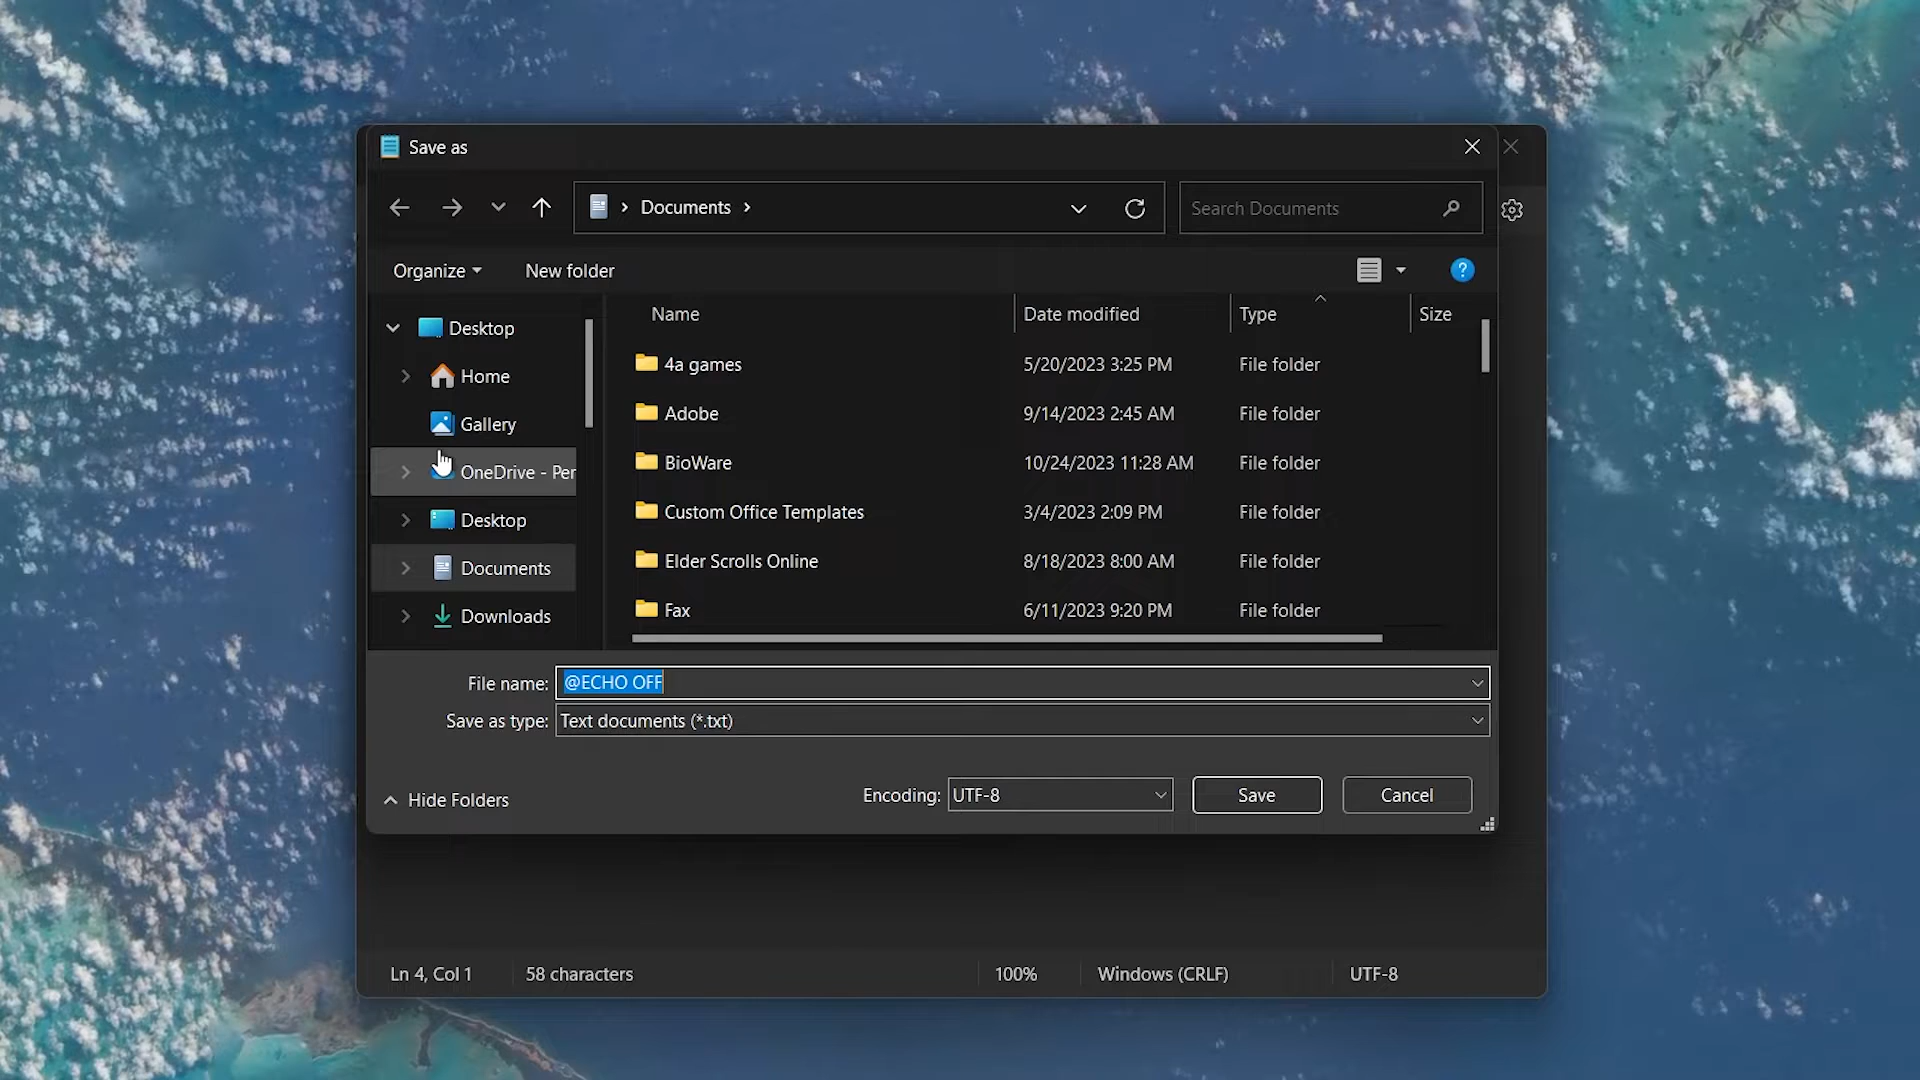 Save as
Documents
Search Documents
Organize
New folder
?
Name
Date modified
Type
Size
Desktop
Home
Gallery
OneDrive - Per
Desktop
Documents
Downloads
4a games 5/20/2023 3:25 PM File folder
Adobe 9/14/2023 2:45 AM File folder
BioWare 10/24/2023 11:28 AM File folder
Custom Office Templates 3/4/2023 2:09 PM File folder
Elder Scrolls Online 8/18/2023 8:00 AM File folder
Fax 6/11/2023 9:20 PM File folder
File name: @ECHO OFF
Save as type: Text documents (*.txt)
Hide Folders
Encoding: UTF-8
Save
Cancel
Ln 4, Col 1
58 characters
100%
Windows (CRLF)
UTF-8